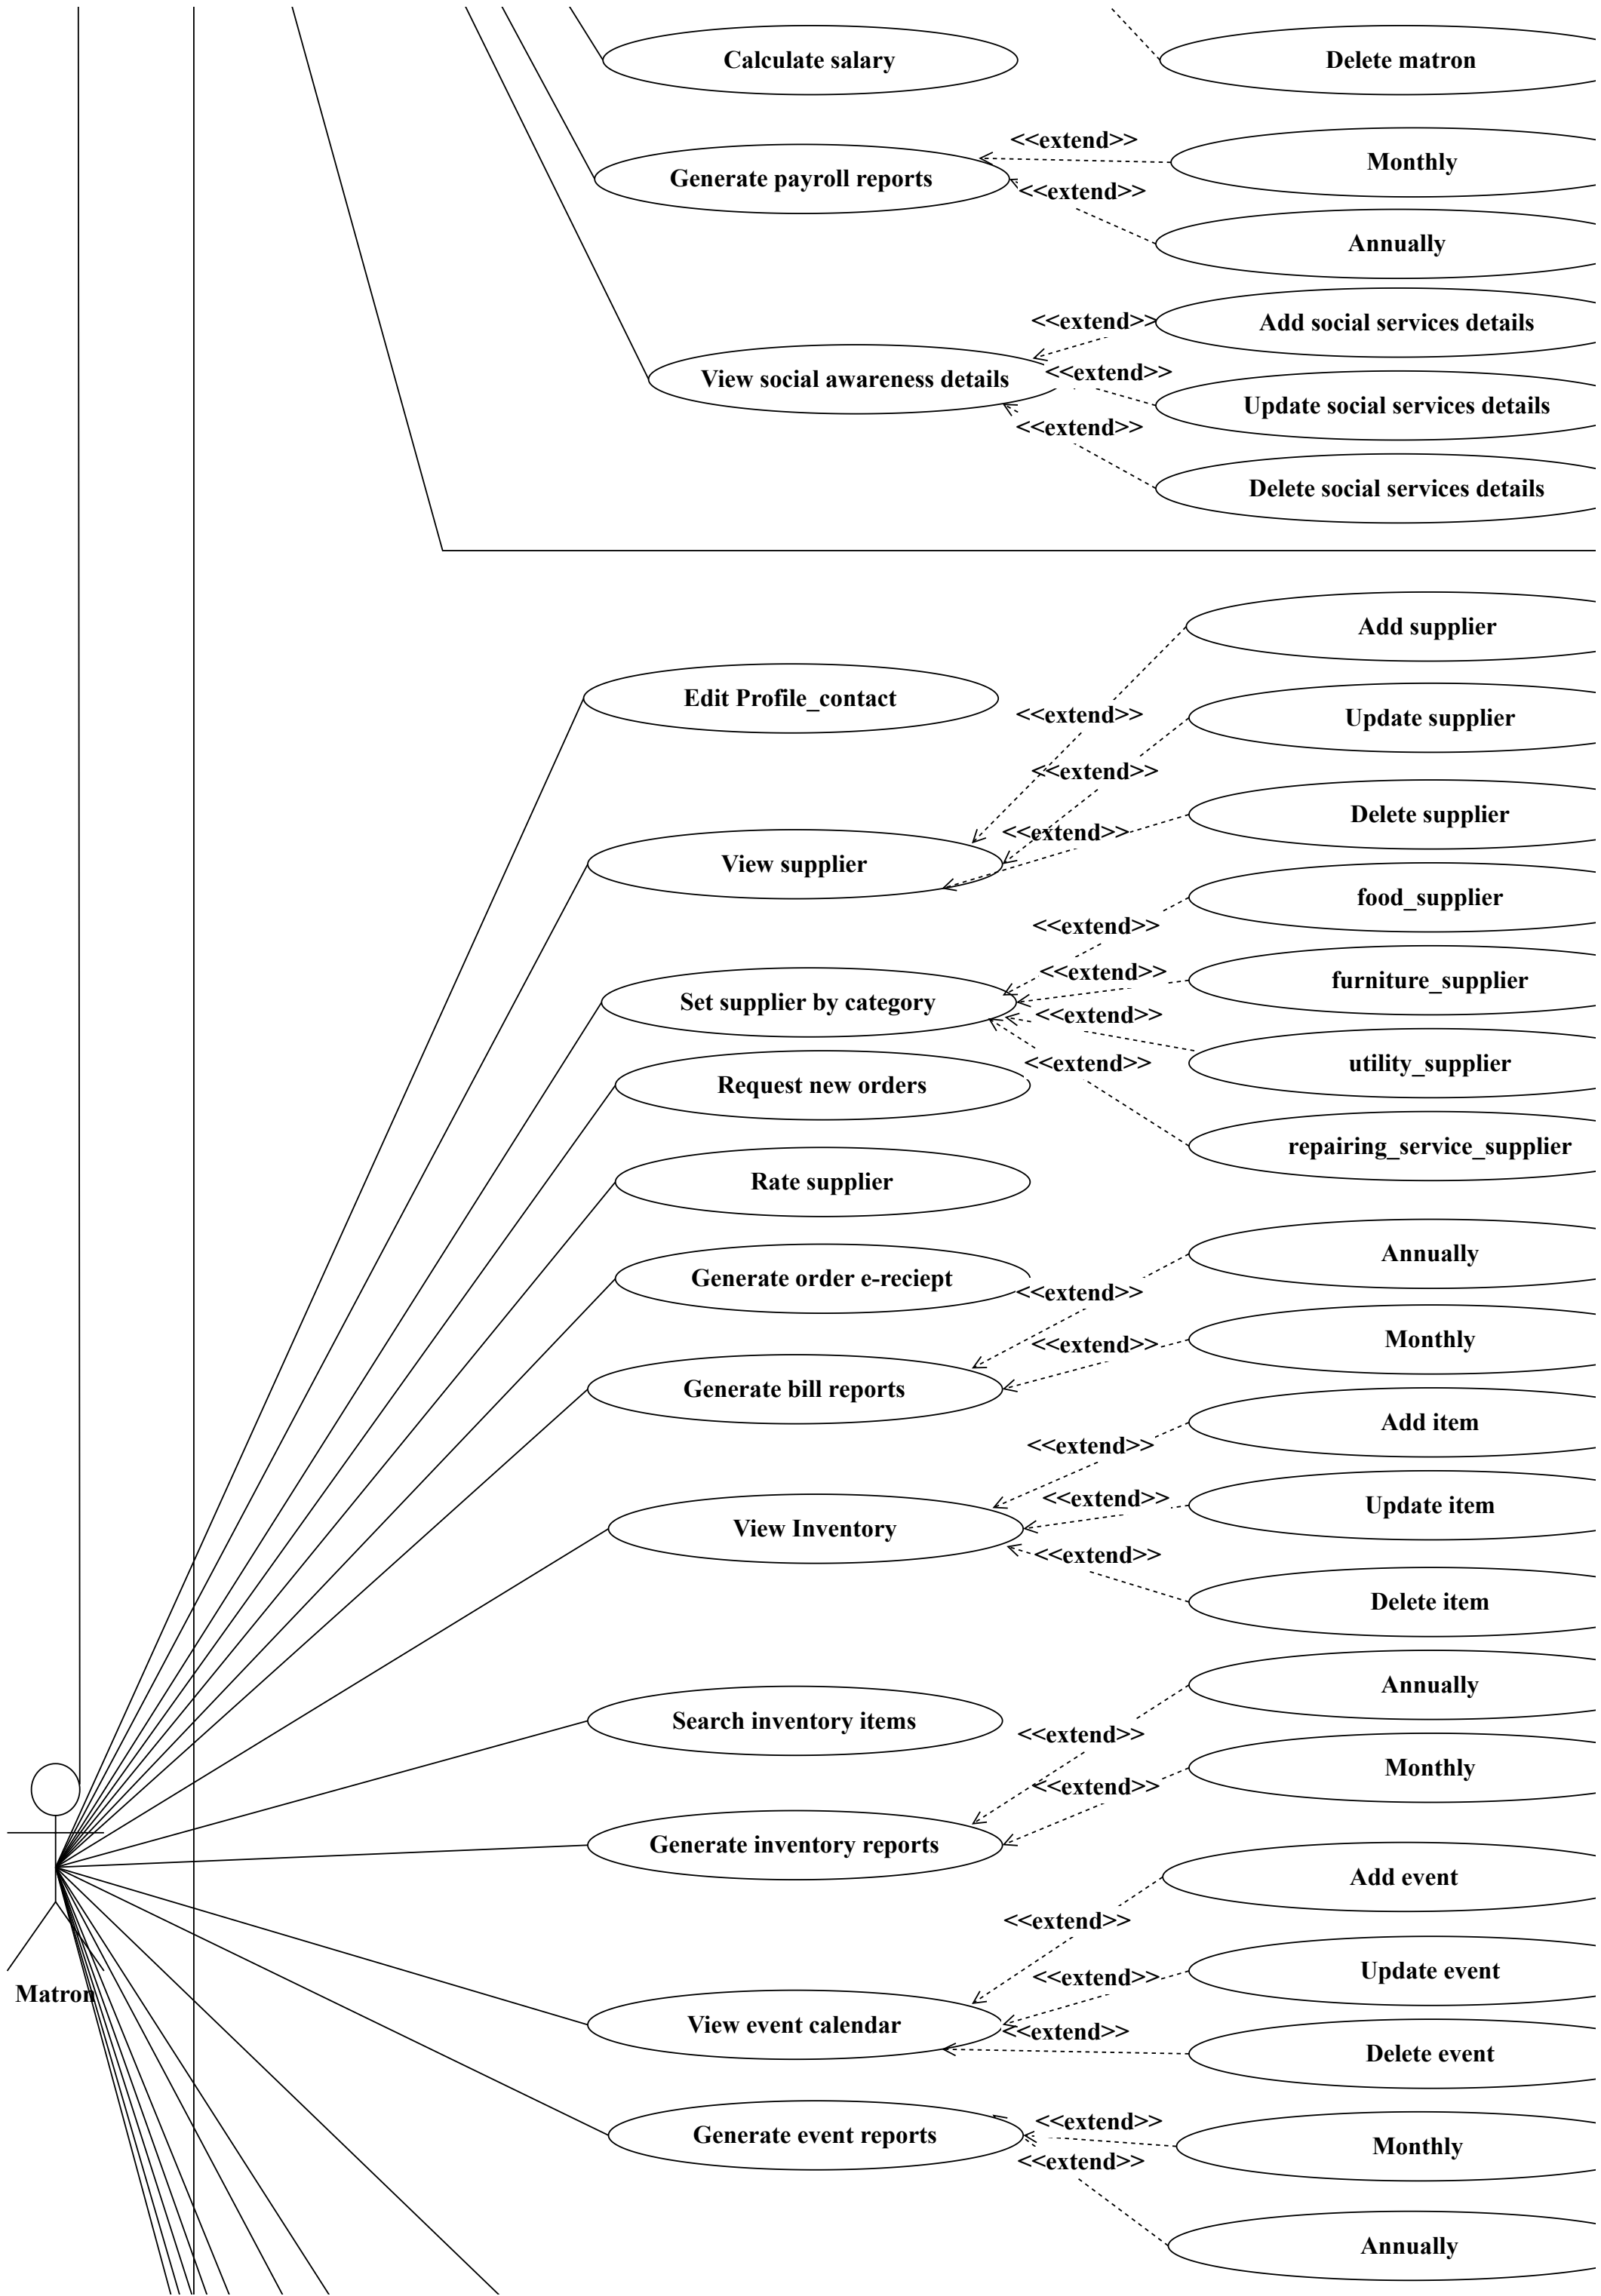 Calculate salary
Delete matron
<<extend>>
Monthly
Generate payroll reports
<<extend>>
Annually
<<extend>>
Add social services details
View social awareness details
<<extend>>
Update social services details
<<extend>>
Delete social services details
Add supplier
Edit Profile_contact
<<extend>>
Update supplier
<<extend>>
Delete supplier
<<extend>>
View supplier
food_supplier
<<extend>>
<<extend>>
furniture_supplier
Set supplier by category
<<extend>>
utility_supplier
<<extend>>
Request new orders
repairing_service_supplier
Rate supplier
Annually
Generate order e-reciept
<<extend>>
Monthly
<<extend>>
Generate bill reports
Add item
<<extend>>
<<extend>>
Update item
View Inventory
<<extend>>
Delete item
Annually
Search inventory items
<<extend>>
Monthly
<<extend>>
Generate inventory reports
Add event
<<extend>>
Update event
<<extend>>
Matron
View event calendar
<<extend>>
Delete event
<<extend>>
Generate event reports
Monthly
<<extend>>
Annually